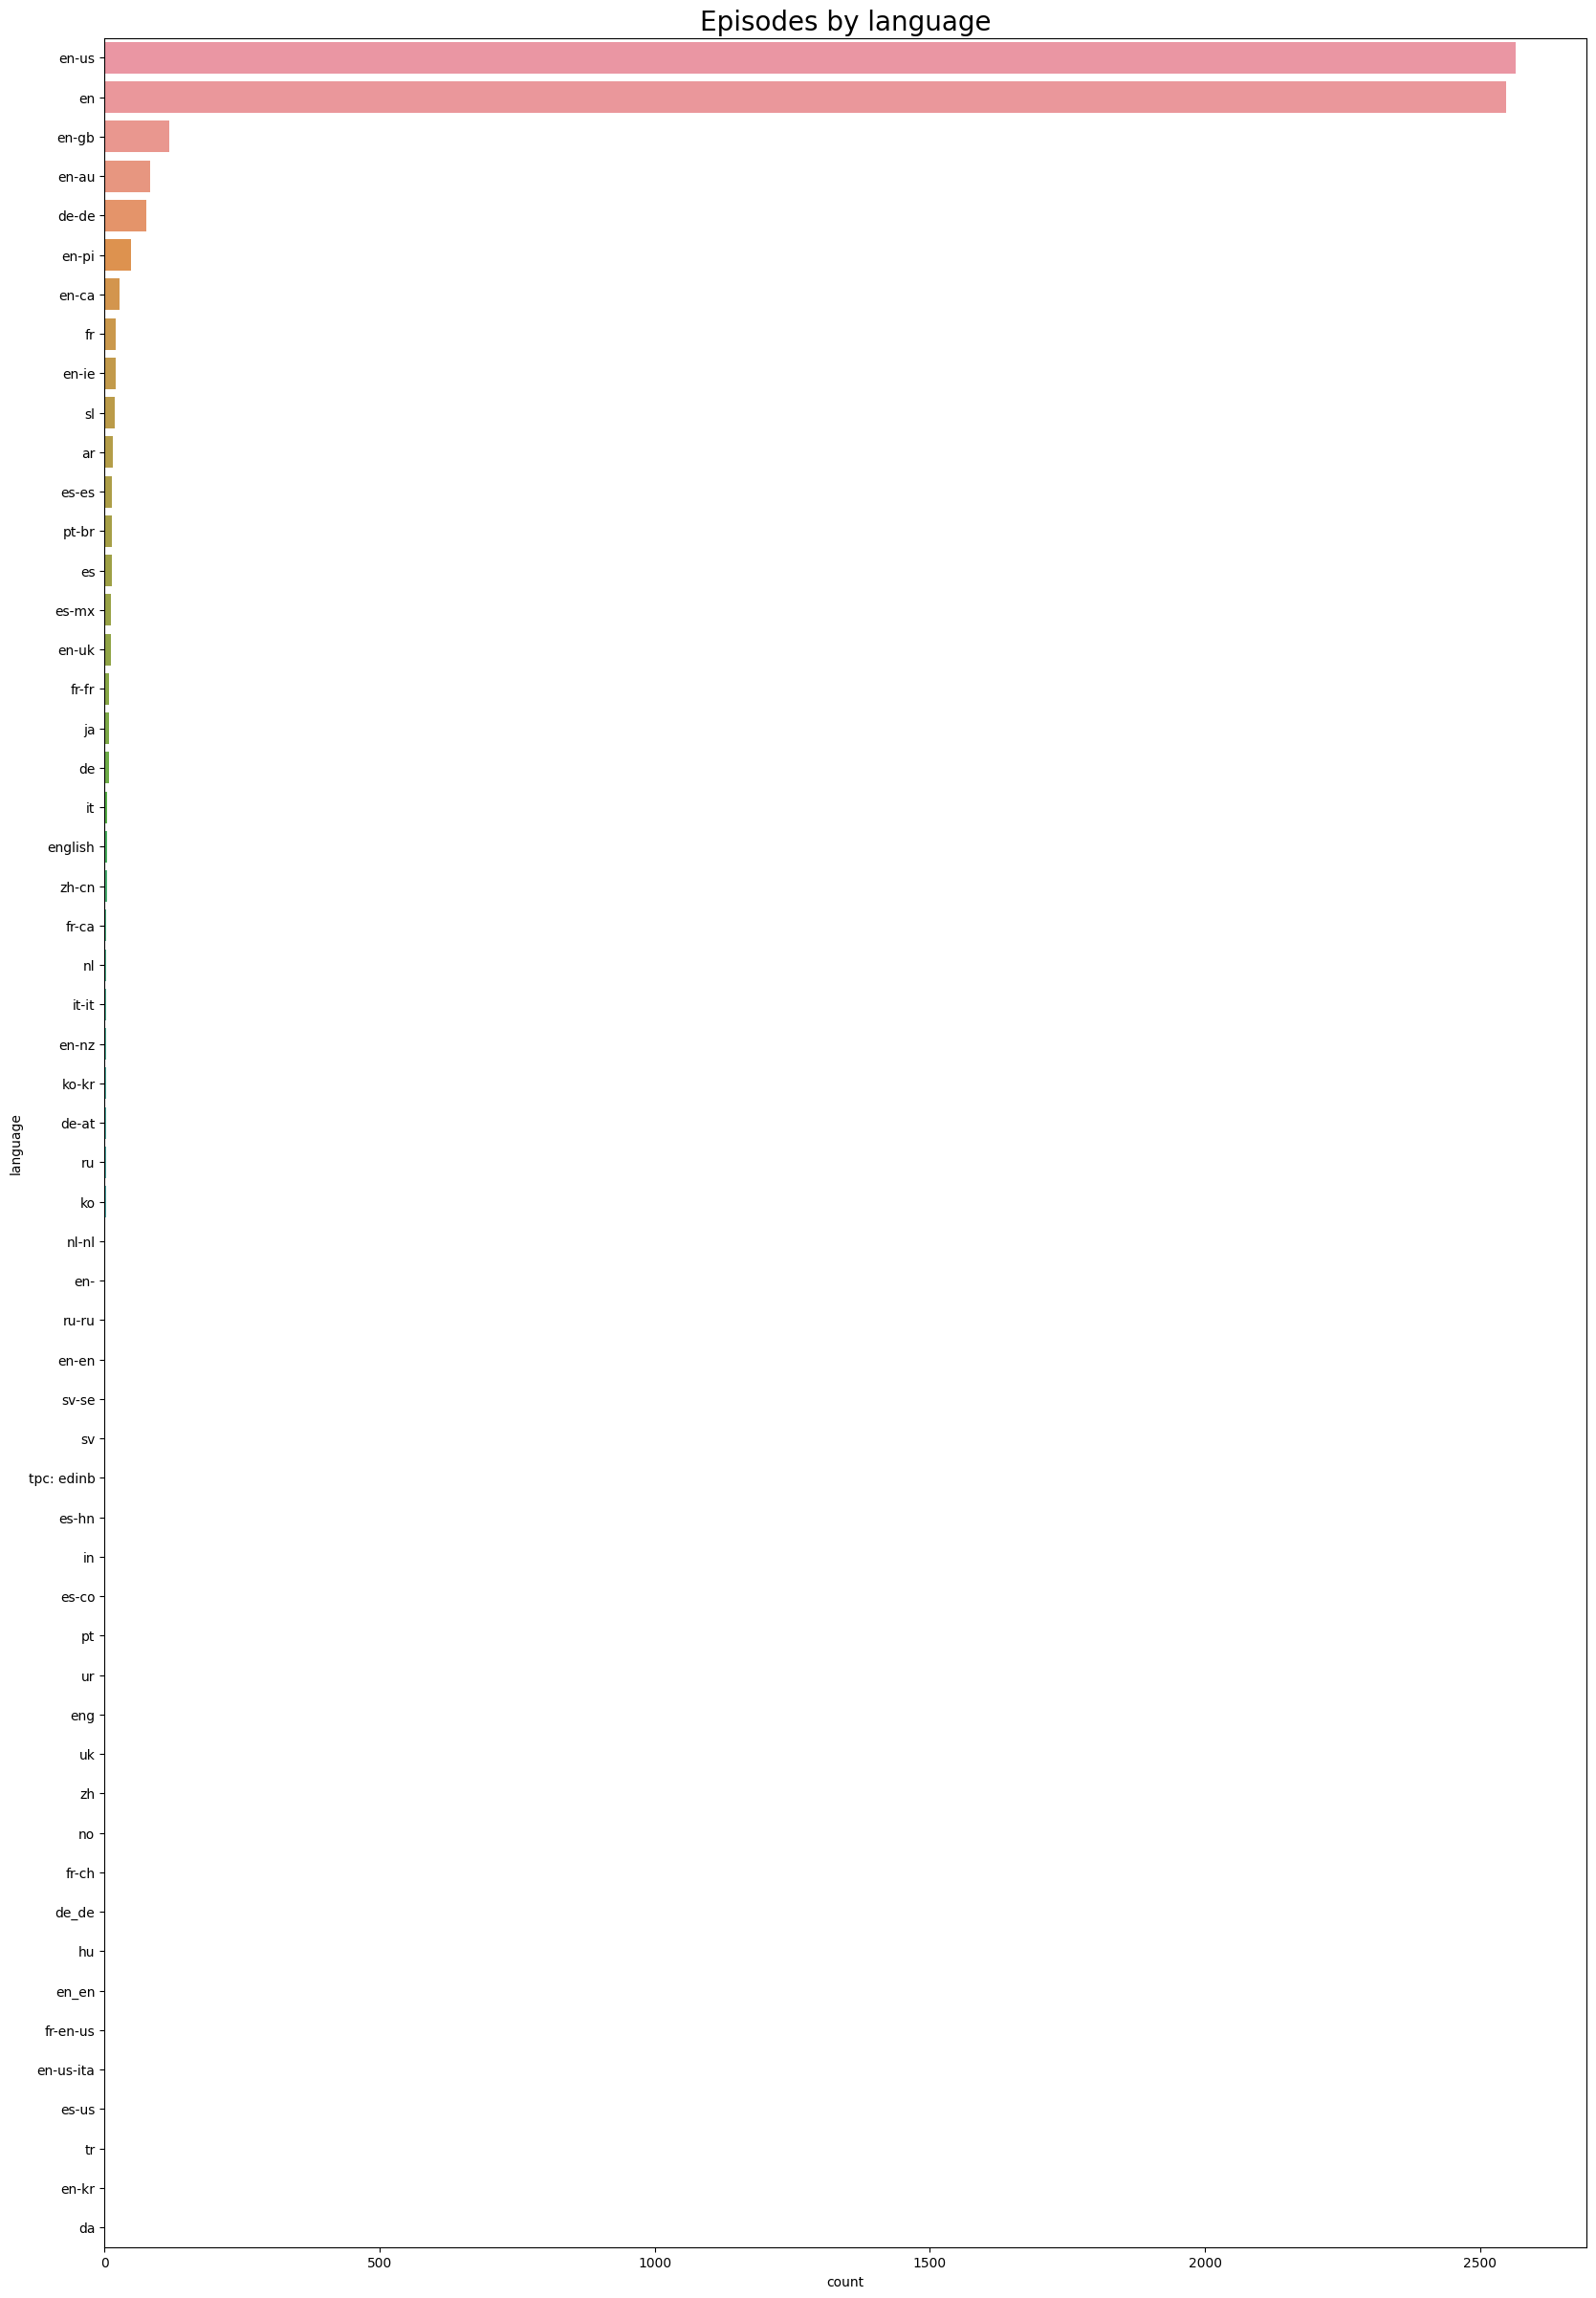 Episodes by language
en-us
en
en-gb
en-au
de-de
en-pi
en-ca
fr
en-ie
sl
ar
es-es
pt-br
es
es-mx
en-uk
fr-fr
ja
de
it
english
zh-cn
fr-ca
nl
it-it
en-nz
ko-kr
de-at
ru
ko
nl-nl
en-
ru-ru
en-en
sv-se
sv
tpc: edinb
es-hn
in
es-co
pt
ur
eng
uk
zh
no
fr-ch
de_de
hu
en_en
fr-en-us
en-us-ita
es-us
tr
en-kr
da
language
0 500 1000 1500 2000 2500
count